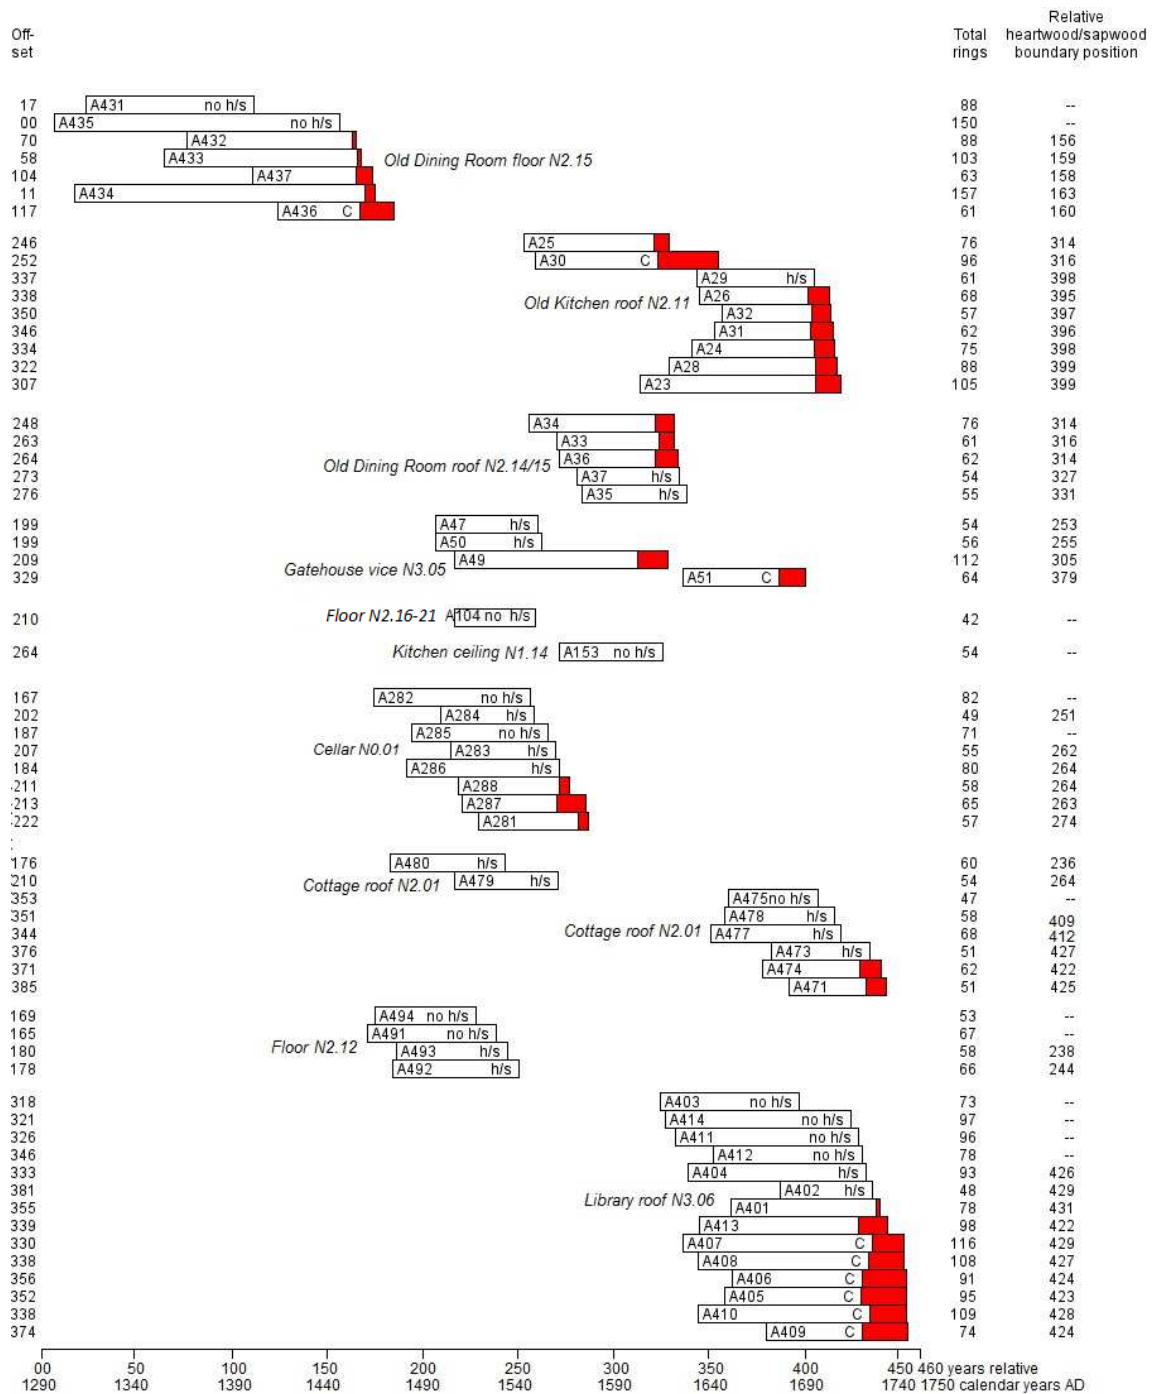 Relative
Off- Total heartwood/sapwood
set rings boundary position
17 A431 no h/s 88 --
00 A435 no h/s 150 --
70 A432 88 156
58 A433 Old Dining Room floor N2.15 103 159
104 A437 63 158
11 A434 157 163
117 A436 C 61 160
246 A25 76 314
252 A30 C 96 316
337 A29 h/s 61 398
338 Old Kitchen roof N2.11 A26 68 395
350 A32 57 397
346 A31 62 396
334 A24 75 398
322 A28 88 399
307 A23 105 399
248 A34 76 314
263 A33 61 316
264 Old Dining Room roof N2.14/15 A36 62 314
273 A37 h/s 54 327
276 A35 h/s 55 331
199 A47 h/s 54 253
199 A50 h/s 56 255
209 Gatehouse vice N3.05 A49 112 305
329 A51 C 64 379
210 Floor N2.16-21 A104 no h/s 42 --
264 Kitchen ceiling N1.14 A153 no h/s 54 --
167 A282 no h/s 82 --
202 A284 h/s 49 251
187 A285 no h/s 71 --
207 Cellar N0.01 A283 h/s 55 262
184 A286 h/s 80 264
211 A288 58 264
213 A287 65 263
222 A281 57 274
176 A480 h/s 60 236
210 Cottage roof N2.01 A479 h/s 54 264
353 A475no h/s 47 --
351 A478 h/s 58 409
344 Cottage roof N2.01 A477 h/s 68 412
376 A473 h/s 51 427
371 A474 62 422
385 A471 51 425
169 A494 no h/s 53 --
165 A491 no h/s 67 --
180 Floor N2.12 A493 h/s 58 238
178 A492 h/s 66 244
318 A403 no h/s 73 --
321 A414 no h/s 97 --
326 A411 no h/s 96 --
346 A412 no h/s 78 --
333 A404 h/s 93 426
381 A402 h/s 48 429
355 Library roof N3.06 A401 78 431
339 A413 98 422
330 A407 C 116 429
338 A408 C 108 427
356 A406 C 91 424
352 A405 C 95 423
338 A410 C 109 428
374 A409 C 74 424
00 50 100 150 200 250 300 350 400 450 460 years relative
1290 1340 1390 1440 1490 1540 1590 1640 1690 1740 1750 calendar years AD